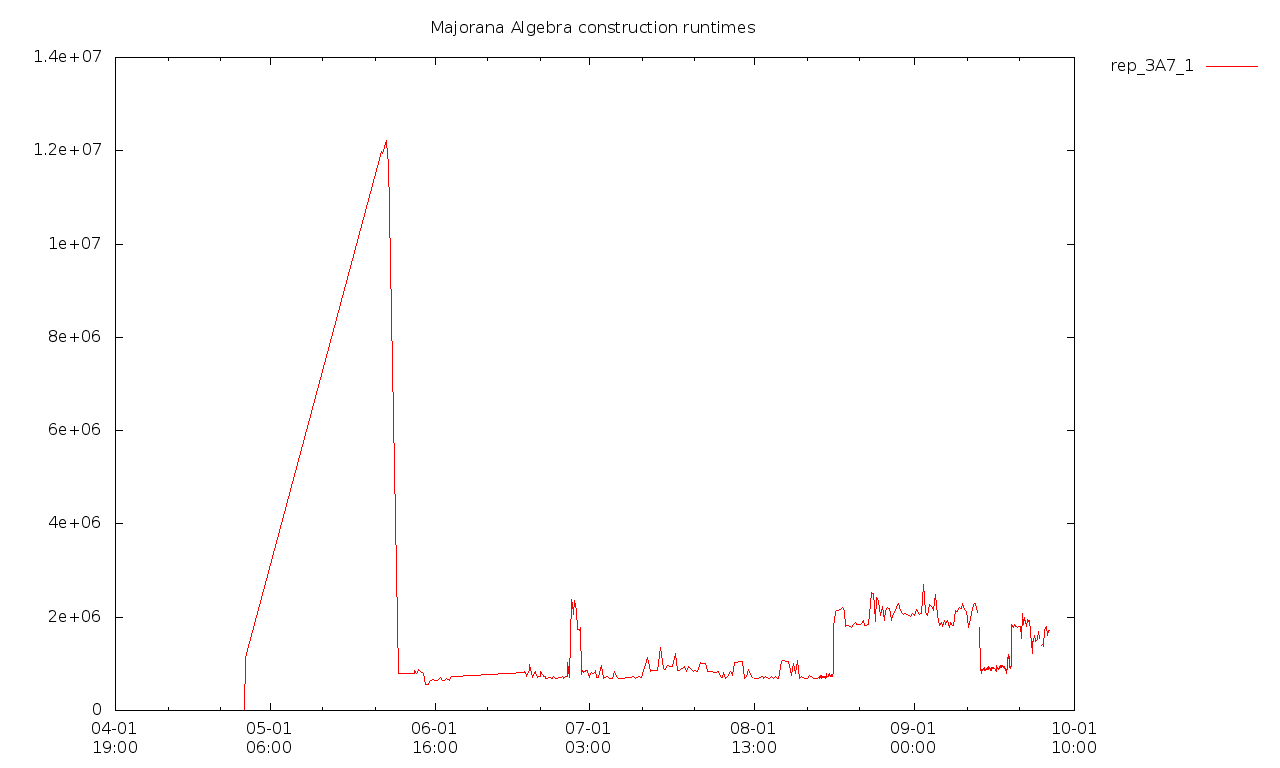 Majorana Algebra construction runtimes
rep_3A7_1
1.4e+07
1.2e+07
1e+07
8e+06
6e+06
4e+06
2e+06
0
04-01 05-01 06-01 07-01 08-01 09-01 10-01
19:00 06:00 16:00 03:00 13:00 00:00 10:00